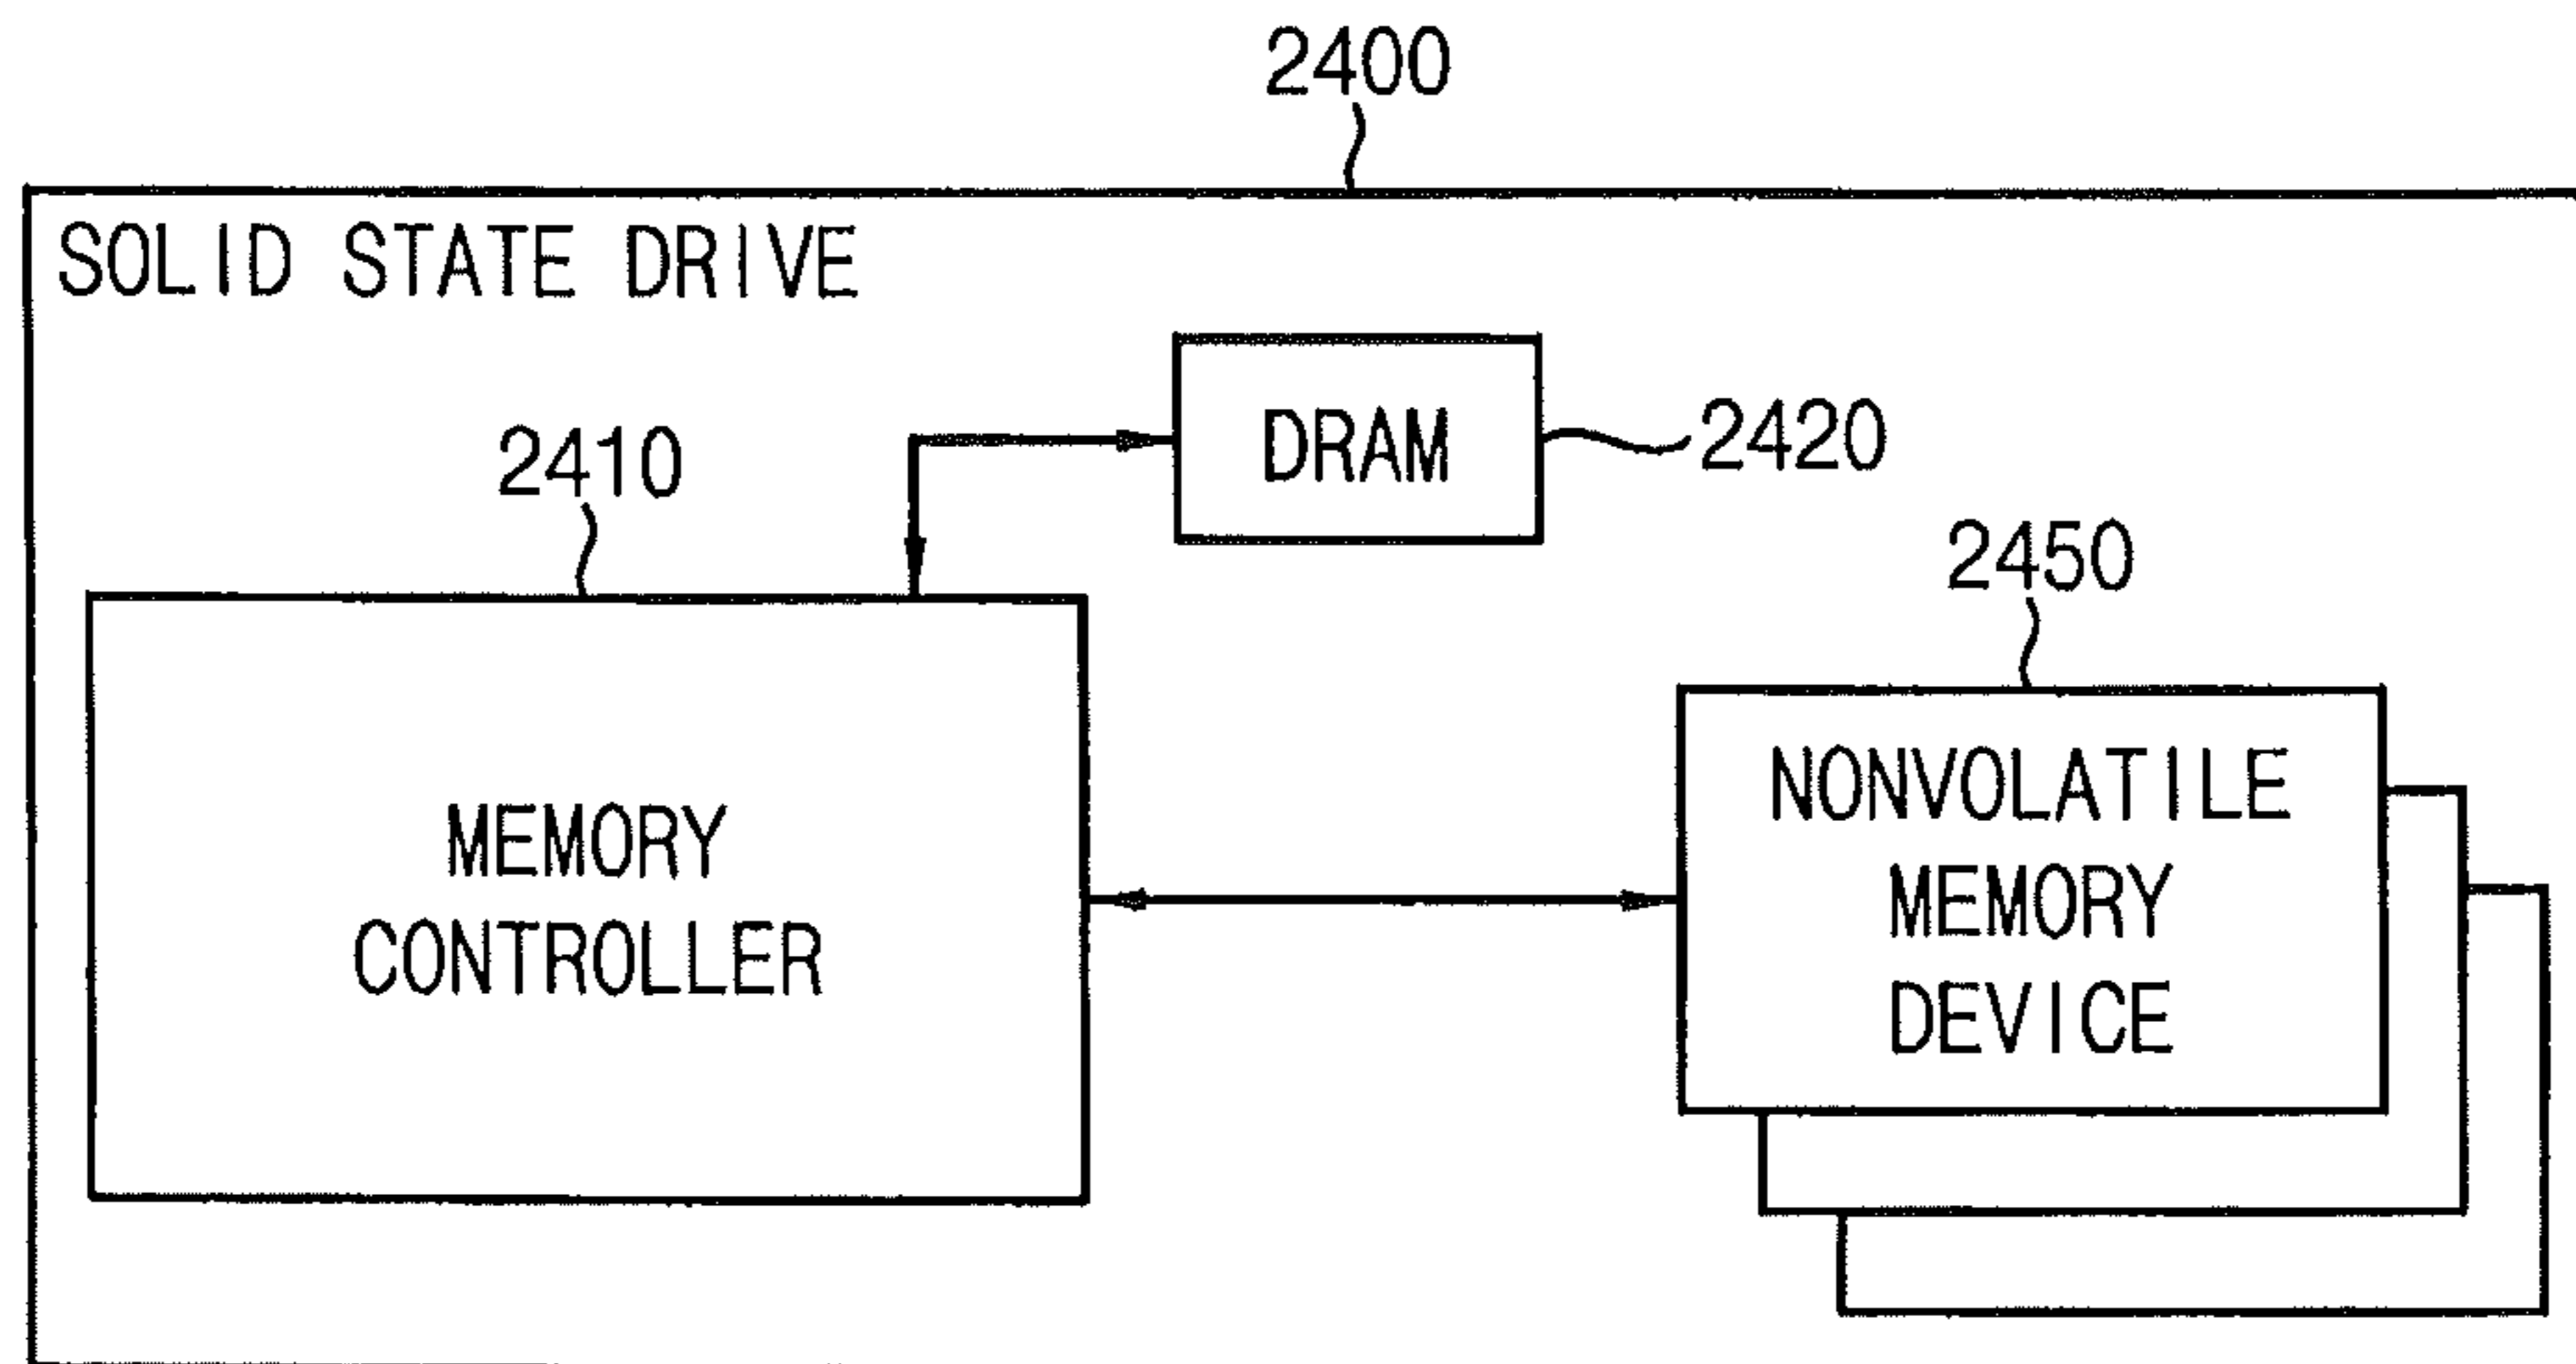 2400
SOLID STATE DRIVE
DRAM
2420
2410
2450
MEMORY
CONTROLLER
NONVOLATILE
MEMORY
DEVICE